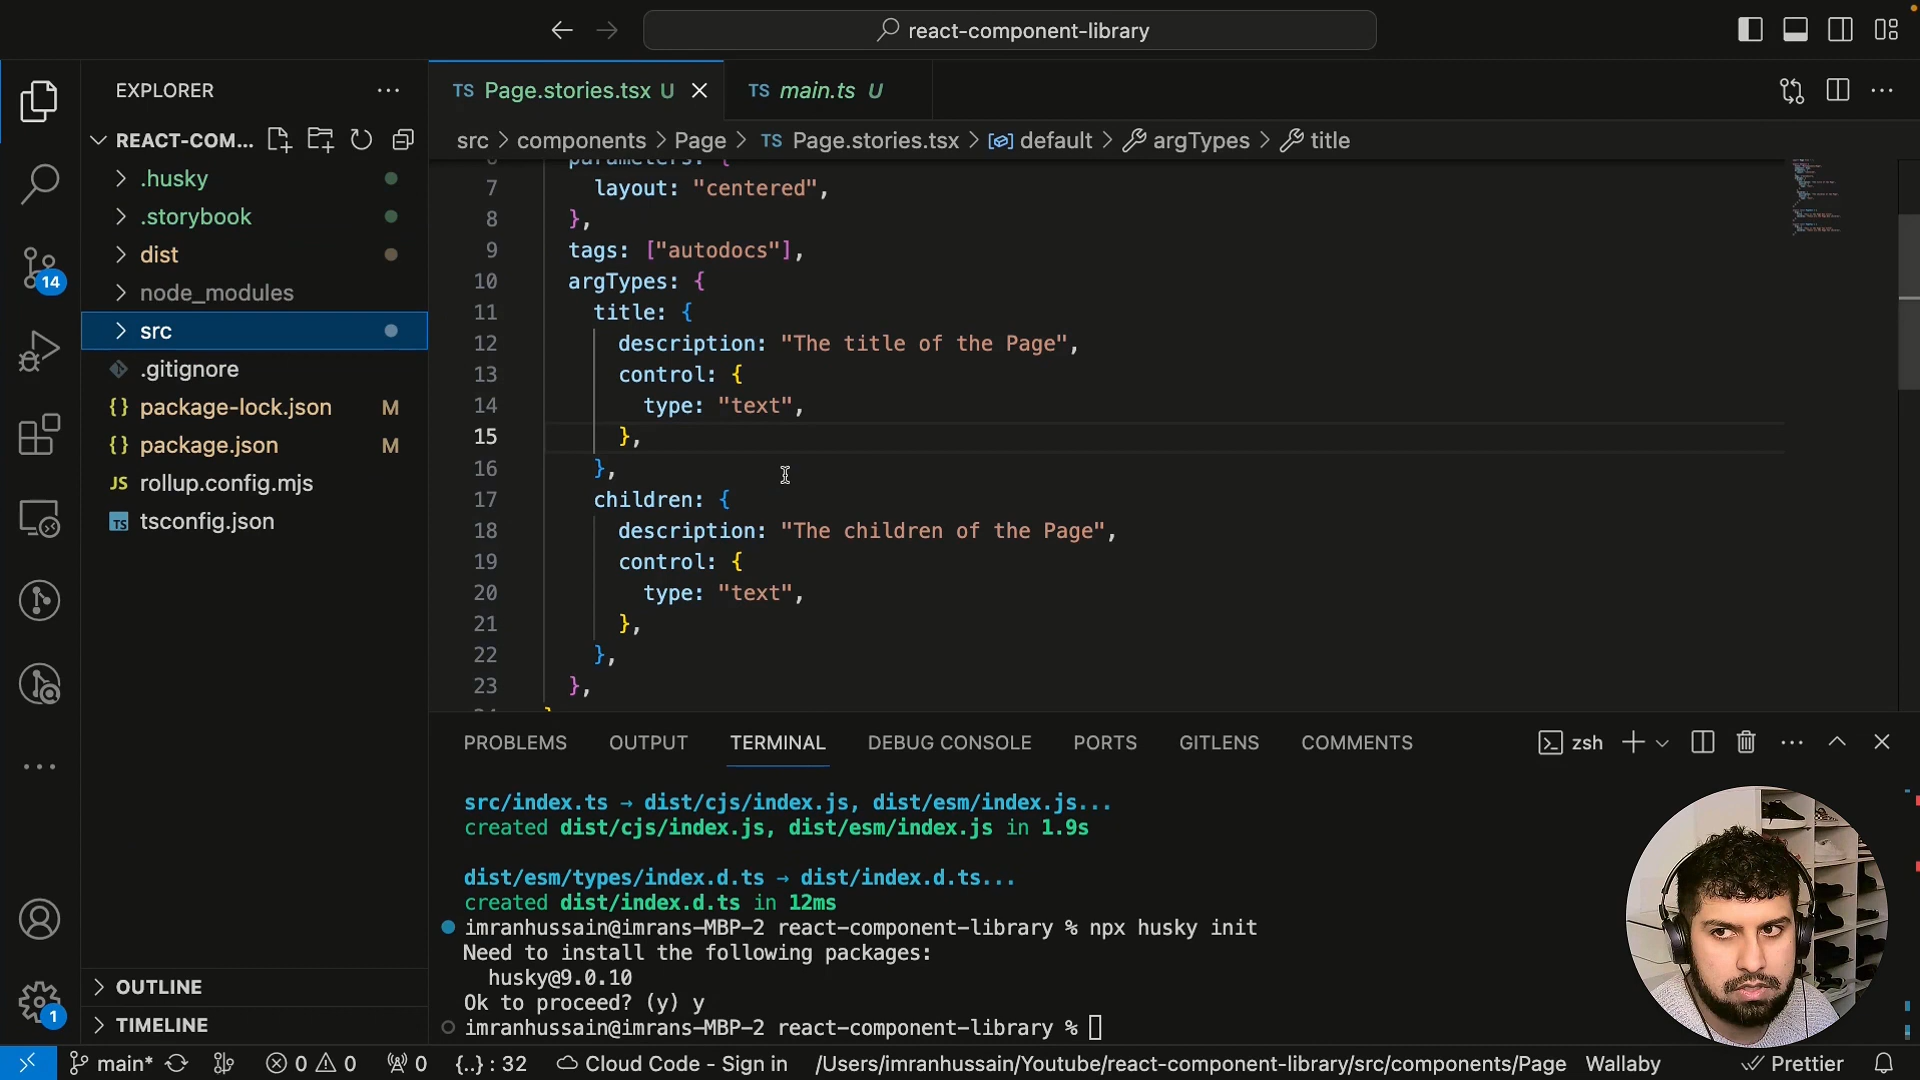 react-component-library
EXPLORER
Page.stories.tsx U
main.ts U
REACT-COM...
src > components > Page > TS Page.stories.tsx > default > argTypes > title
.husky
.storybook
dist
node_modules
src
.gitignore
package-lock.json M
package.json M
rollup.config.mjs
tsconfig.json
14
parameters: {
7 layout: "centered",
8 },
9 tags: ["autodocs"],
10 argTypes: {
11 title: {
12 description: "The title of the Page",
13 control: {
14 type: "text",
15 },
16 },
17 children: {
18 description: "The children of the Page",
19 control: {
20 type: "text",
21 },
22 },
23 },
PROBLEMS OUTPUT TERMINAL DEBUG CONSOLE PORTS GITLENS COMMENTS
zsh
src/index.ts → dist/cjs/index.js, dist/esm/index.js...
created dist/cjs/index.js, dist/esm/index.js in 1.9s
dist/esm/types/index.d.ts → dist/index.d.ts...
created dist/index.d.ts in 12ms
imranhussain@imrans-MBP-2 react-component-library % npx husky init
Need to install the following packages:
husky@9.0.10
Ok to proceed? (y) y
imranhussain@imrans-MBP-2 react-component-library %
OUTLINE
TIMELINE
1
main* 0 0 0 {..} : 32 Cloud Code - Sign in /Users/imranhussain/Youtube/react-component-library/src/components/Page Wallaby Prettier